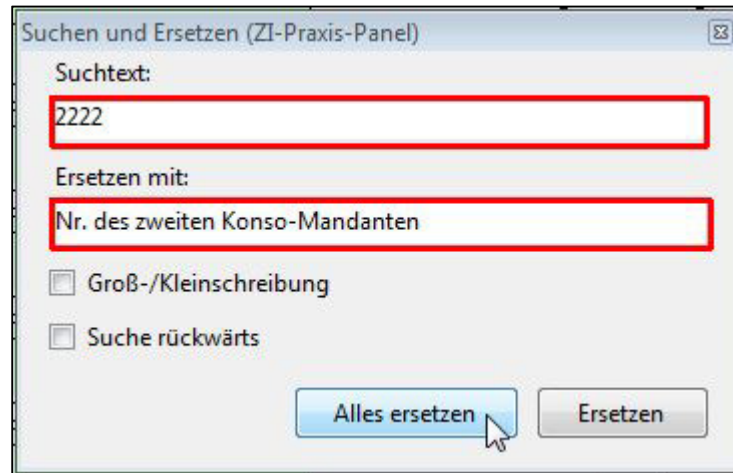 Suchen und Ersetzen (ZI-Praxis-Panel)
Suchtext:
2222
Ersetzen mit:
Nr. des zweiten Konso-Mandanten
Groß-/Kleinschreibung
Suche rückwärts
Alles ersetzen Ersetzen